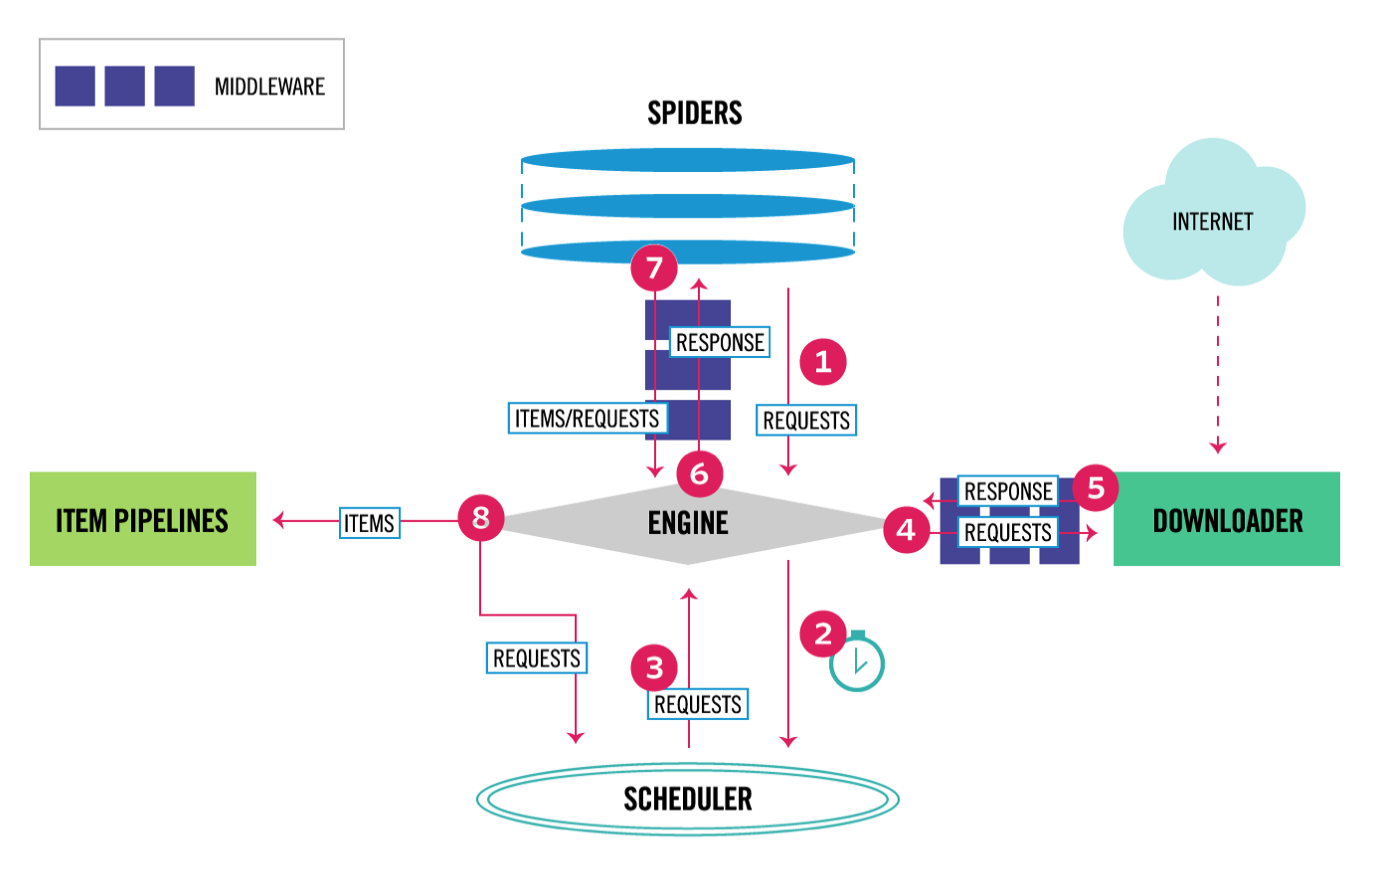 MIDDLEWARE
SPIDERS
INTERNET
7
RESPONSE
1
ITEMS/REQUESTS
REQUESTS
6
RESPONSE
5
ITEM PIPELINES
ITEMS
8
ENGINE
4
REQUESTS
DOWNLOADER
2
REQUESTS
3
REQUESTS
SCHEDULER